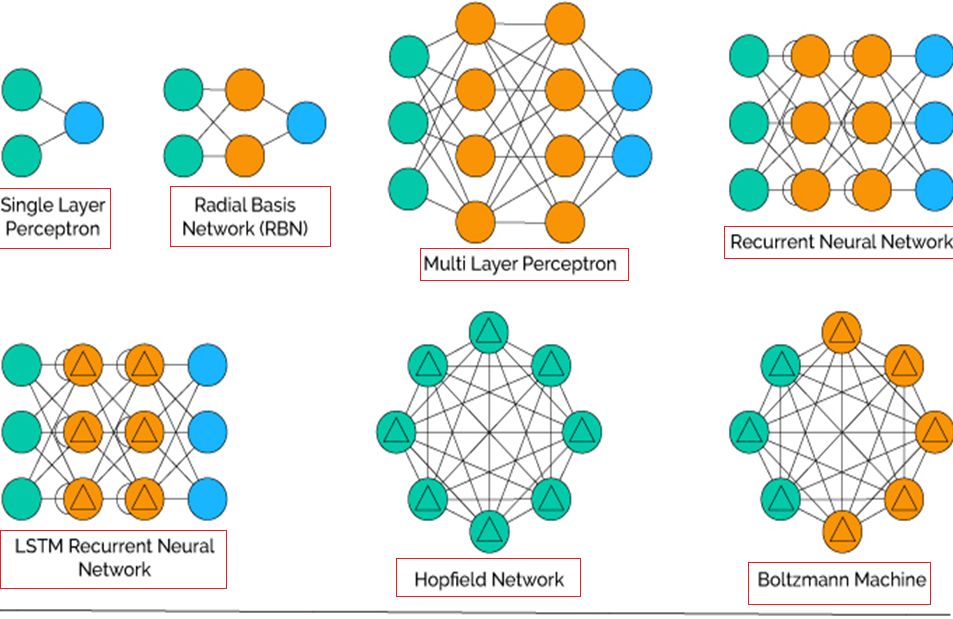 Single Layer
Perceptron
Radial Basis
Network (RBN)
Multi Layer Perceptron
Recurrent Neural Network
LSTM Recurrent Neural
Network
Hopfield Network
Boltzmann Machine